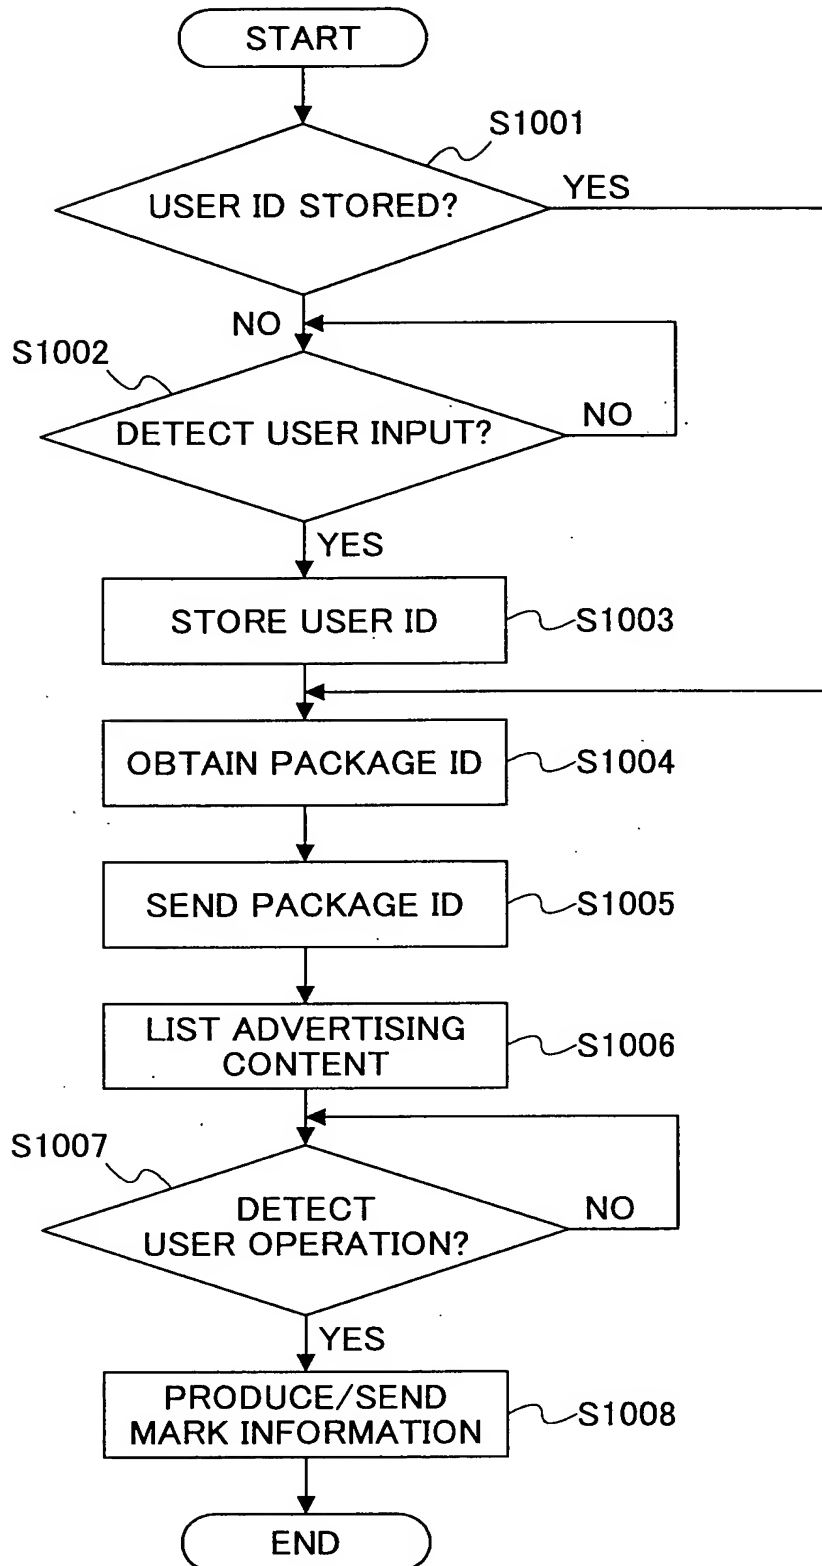 START
S1001
USER ID STORED?
YES
NO
S1002
DETECT USER INPUT?
NO
YES
STORE USER ID
S1003
OBTAIN PACKAGE ID
S1004
SEND PACKAGE ID
S1005
LIST ADVERTISING
CONTENT
S1006
S1007
DETECT
USER OPERATION?
NO
YES
PRODUCE/SEND
MARK INFORMATION
S1008
END